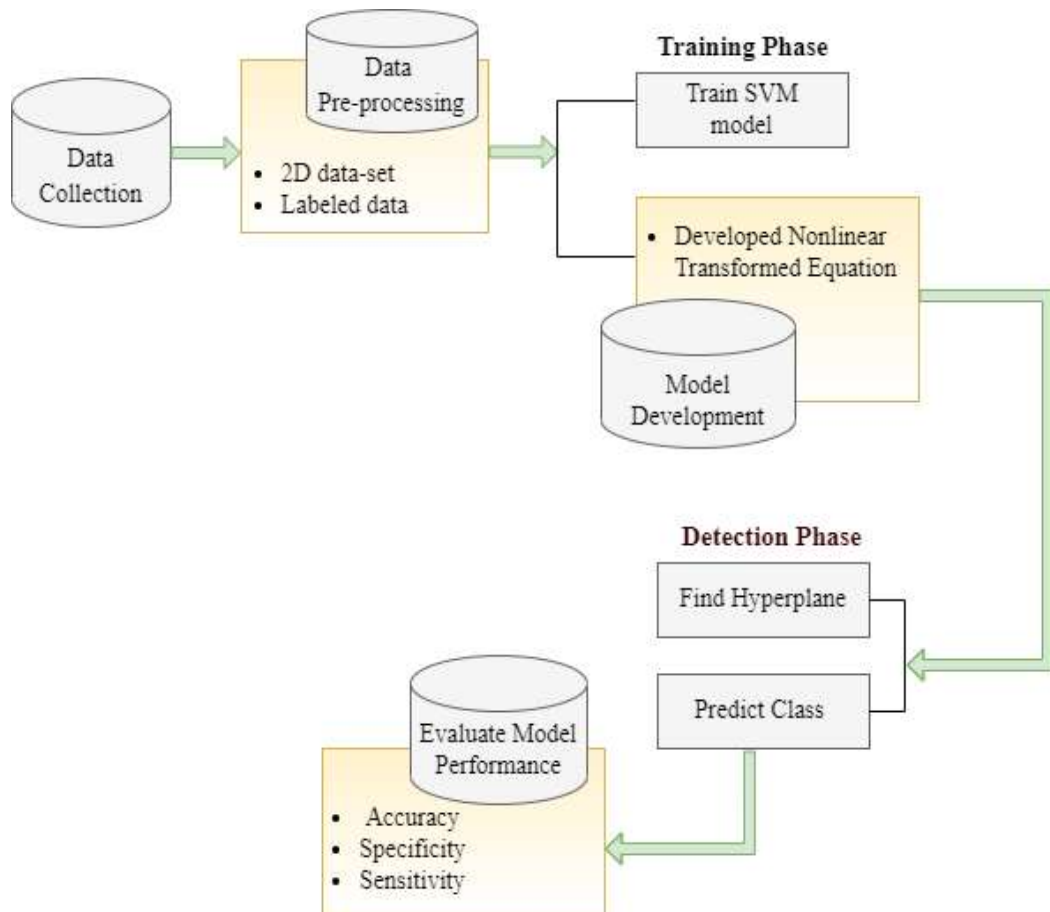 Data
Collection
Data
Pre-processing
• 2D data-set
• Labeled data
Training Phase
Train SVM
model
• Developed Nonlinear
Transformed Equation
Model
Development
Detection Phase
Find Hyperplane
Predict Class
Evaluate Model
Performance
• Accuracy
• Specificity
• Sensitivity